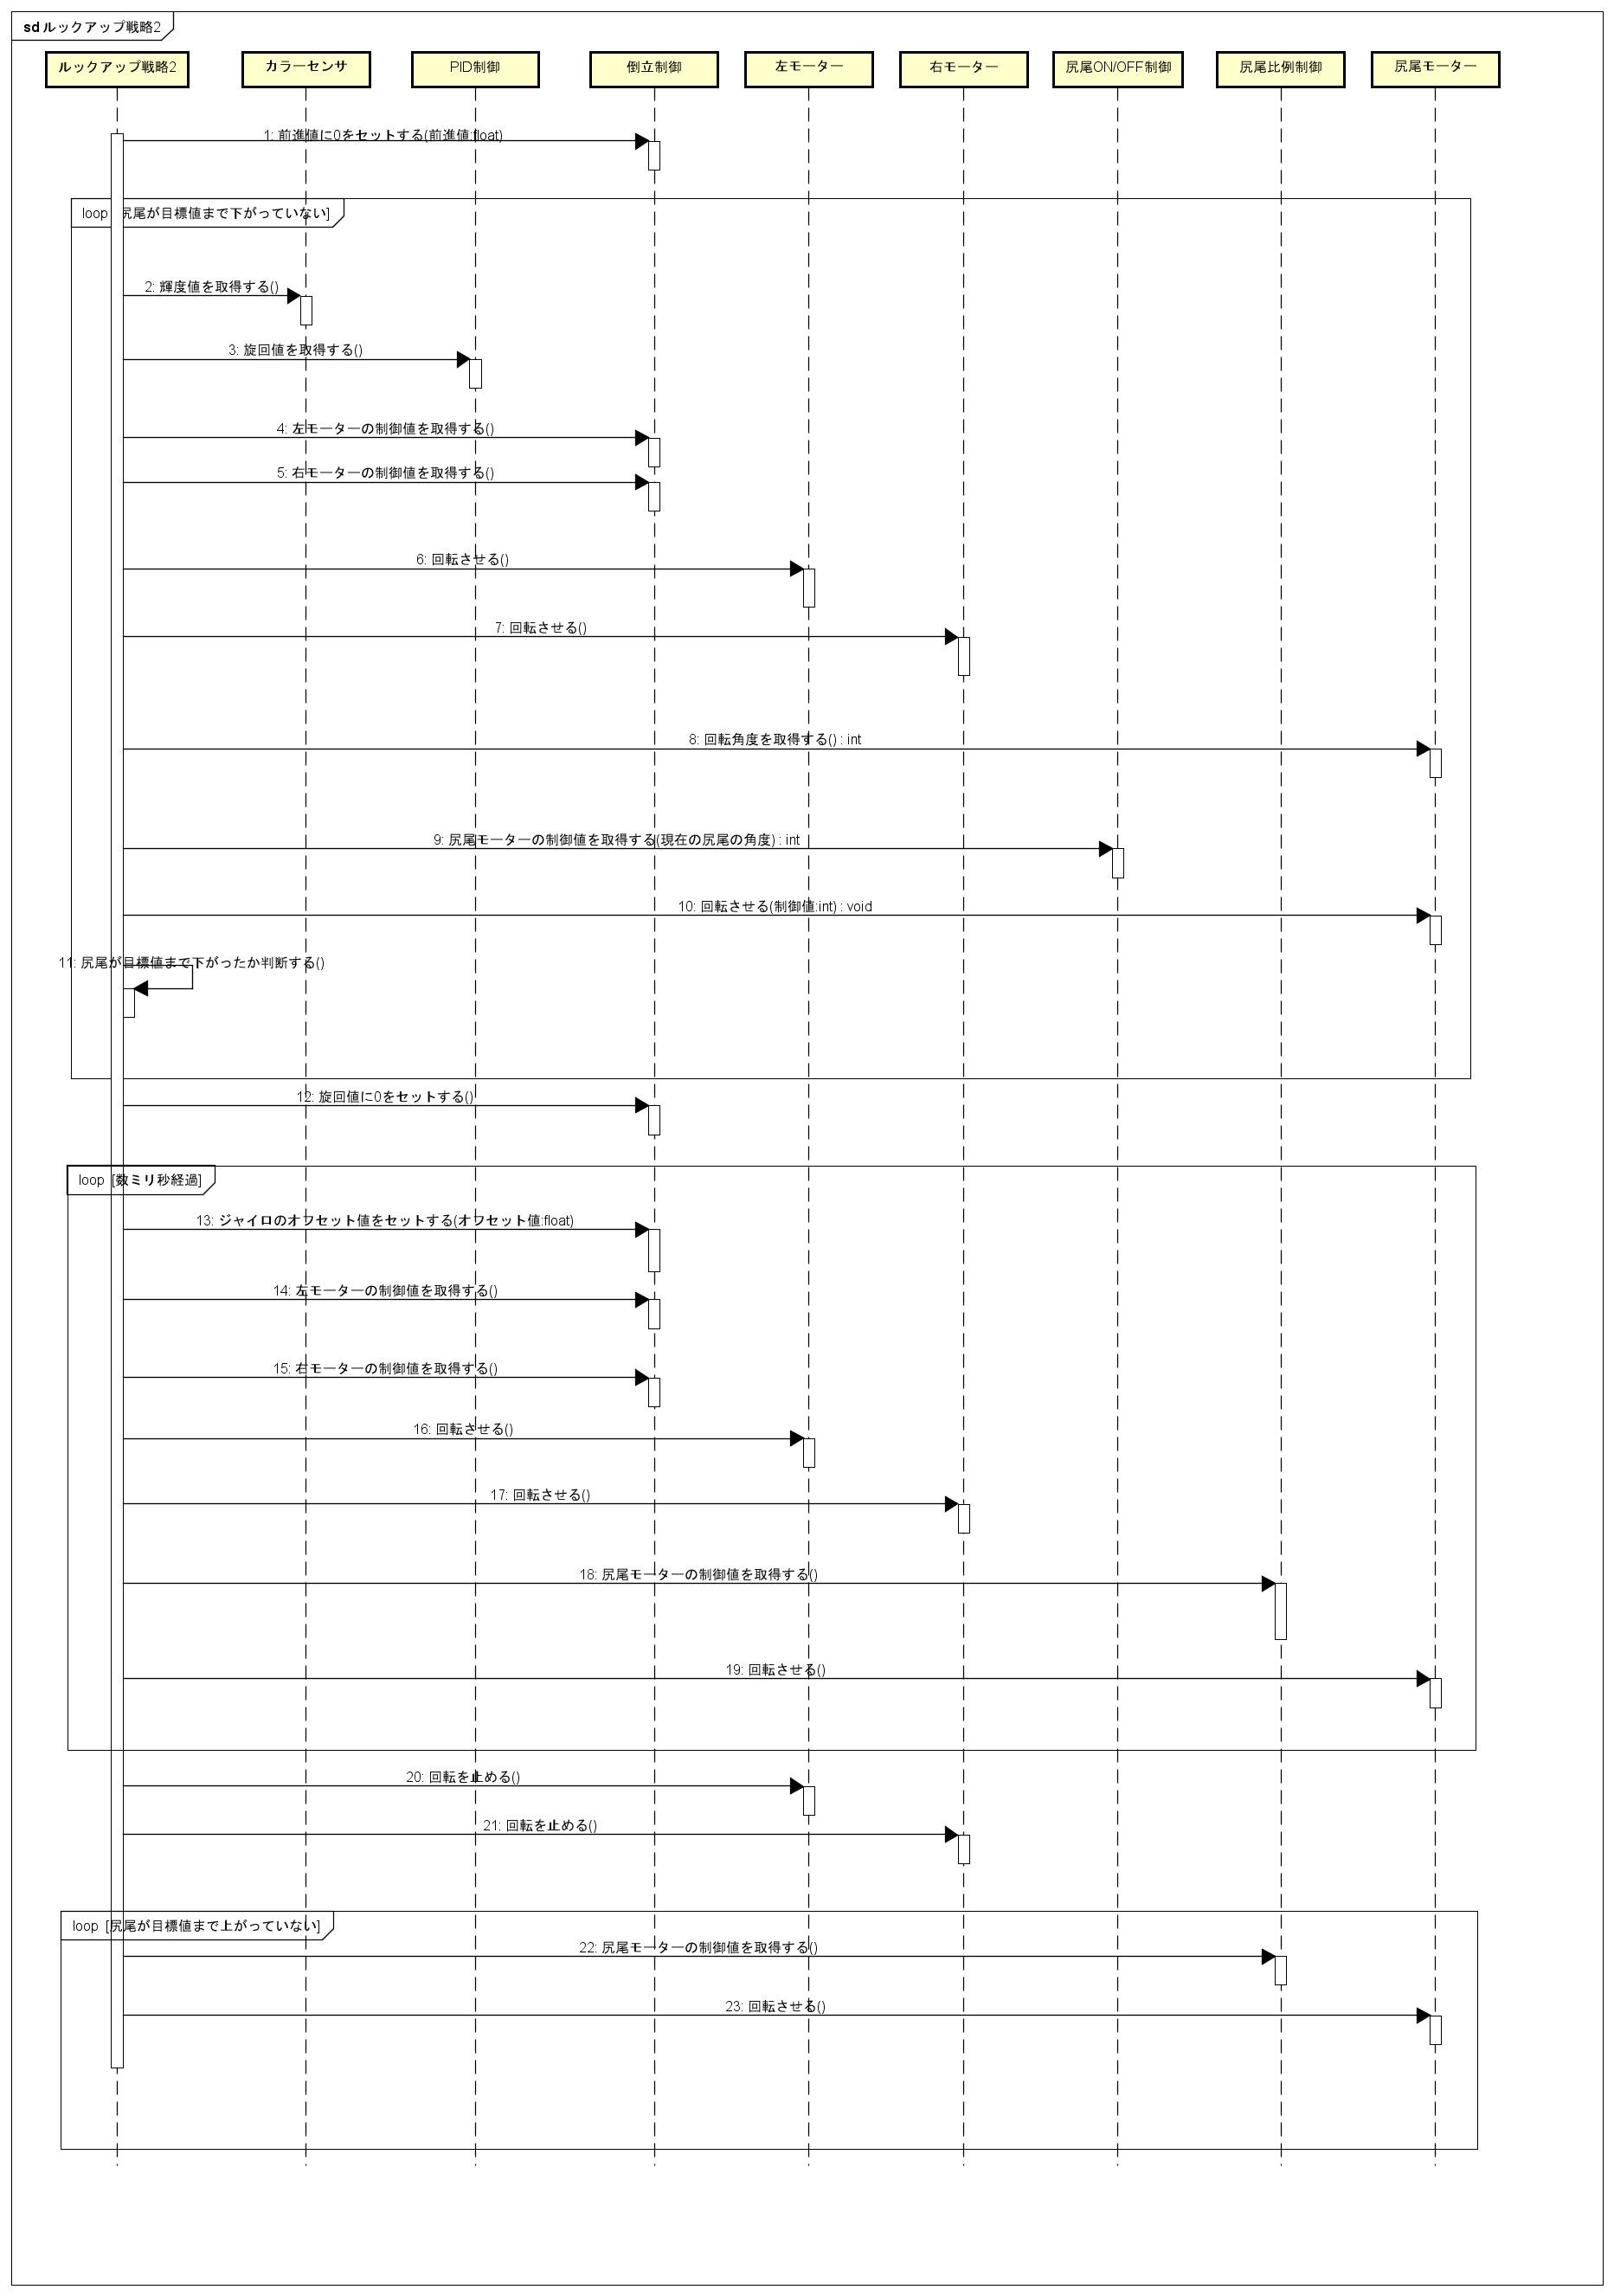 sd ルックアップ戦略2
ルックアップ戦略2
カラーセンサ
PID制御
倒立制御
左モーター
右モーター
尻尾ON/OFF制御
尻尾比例制御
尻尾モーター
1: 前進値に0をセットする(前進値:float)
loop 尻尾が目標値まで下がっていない]
2: 輝度値を取得する()
3: 旋回値を取得する()
4: 左モーターの制御値を取得する()
5: 右モーターの制御値を取得する()
6: 回転させる()
7: 回転させる()
8: 回転角度を取得する() : int
9: 尻尾モーターの制御値を取得する(現在の尻尾の角度) : int
10: 回転させる(制御値:int) : void
11: 尻尾が目標値まで下がったか判断する()
12: 旋回値に0をセットする()
loop [数ミリ秒経過]
13: ジャイロのオフセット値をセットする(オフセット値:float)
14: 左モーターの制御値を取得する()
15: 右モーターの制御値を取得する()
16: 回転させる()
17: 回転させる()
18: 尻尾モーターの制御値を取得する()
19: 回転させる()
20: 回転を止める()
21: 回転を止める()
loop [尻尾が目標値まで上がっていない]
22: 尻尾モーターの制御値を取得する()
23: 回転させる()